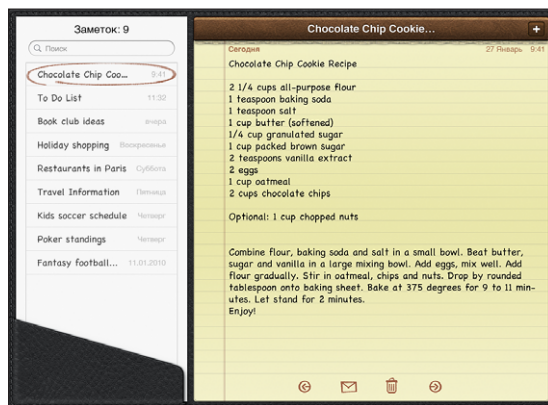 Заметок: 9
Поиск
Chocolate Chip Coo... 9:41
To Do List 11:32
Book club ideas вчера
Holiday shopping Воскресенье
Restaurants in Paris Суббота
Travel Information Пятница
Kids soccer schedule Четверг
Poker standings Четверг
Fantasy football... 11.01.2010
Chocolate Chip Cookie...
Сегодня 27 Январь 9:41
Chocolate Chip Cookie Recipe
2 1/4 cups all-purpose flour
1 teaspoon baking soda
1 teaspoon salt
1 cup butter (softened)
1/4 cup granulated sugar
1 cup packed brown sugar
2 teaspoons vanilla extract
2 eggs
1 cup oatmeal
2 cups chocolate chips
Optional: 1 cup chopped nuts
Combine flour, baking soda and salt in a small bowl. Beat butter,
sugar and vanilla in a large mixing bowl. Add eggs, mix well. Add
flour gradually. Stir in oatmeal, chips and nuts. Drop by rounded
tablespoon onto baking sheet. Bake at 375 degrees for 9 to 11 min-
utes. Let stand for 2 minutes.
Enjoy!